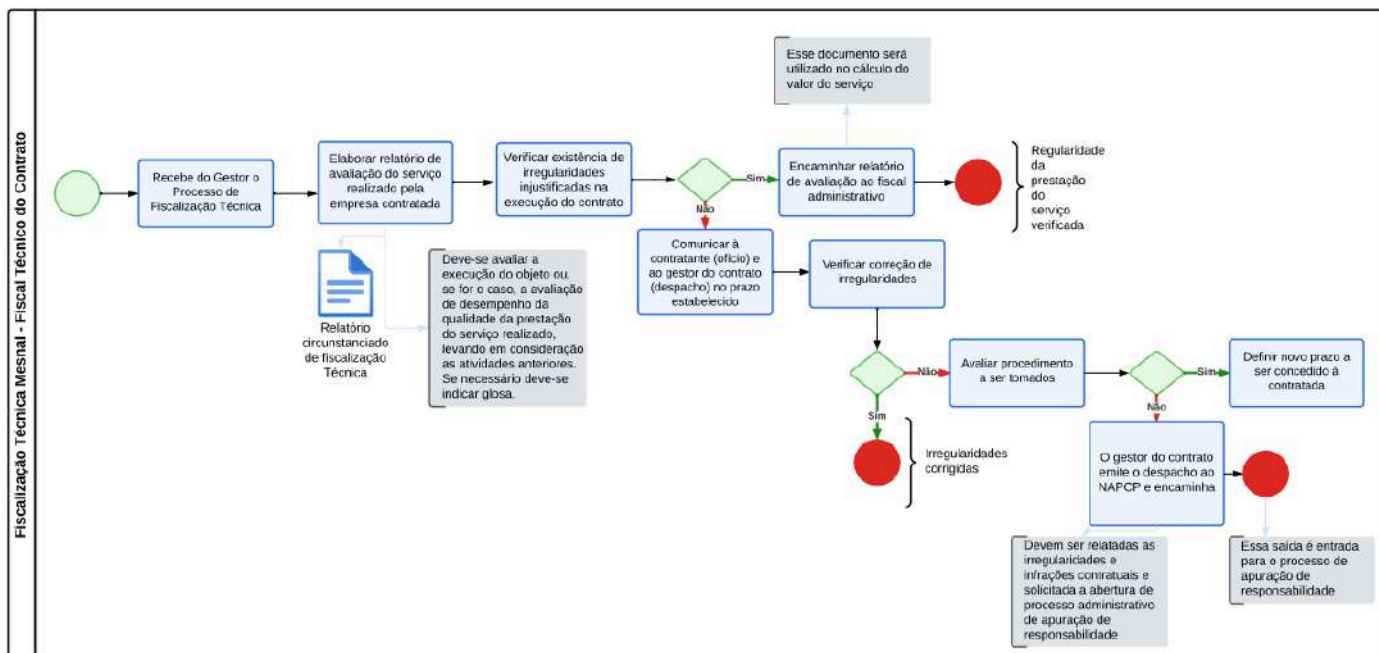 Fiscalização Técnica Mesnal - Fiscal Técnico do Contrato
Recebe do Gestor o
Processo de
Fiscalização Técnica
Elaborar relatório de
avaliação do serviço
realizado pela
empresa contratada
Verificar existência de
irregularidades
injustificadas na
execução do contrato
Sim
Não
Esse documento será
utilizado no cálculo do
valor do serviço
Encaminhar relatório
de avaliação ao fiscal
administrativo
Regularidade
da
prestação
do
serviço
verificada
Relatório
circunstanciado
de fiscalização
Técnica
Deve-se avaliar a
execução do objeto ou,
se for o caso, a avaliação
de desempenho da
qualidade da prestação
do serviço realizado,
levando em consideração
as atividades anteriores.
Se necessário deve-se
indicar glosa.
Comunicar à
contratante (ofício) e
ao gestor do contrato
(despacho) no prazo
estabelecido
Verificar correção de
irregularidades
Não
Sim
Irregularidades
corrigidas
Avaliar procedimento
a ser tomados
Sim
Não
Definir novo prazo a
ser concedido à
contratada
O gestor do contrato
emite o despacho ao
NAPCP e encaminha
Devem ser relatadas as
irregularidades e
infrações contratuais e
solicitada a abertura de
processo administrativo
de apuração de
responsabilidade
Essa saída é entrada
para o processo de
apuração de
responsabilidade